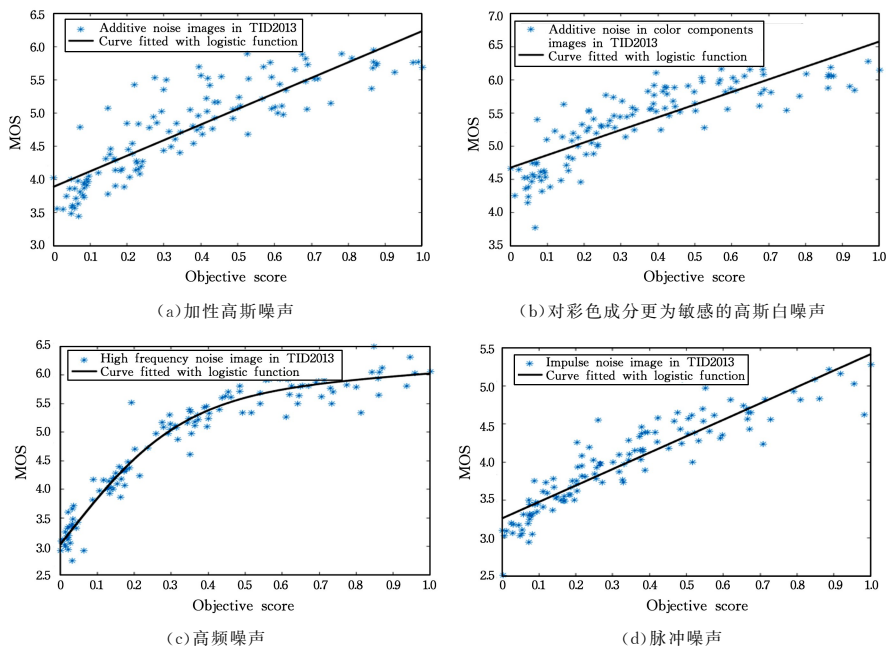 6.5
6.0
5.5
5.0
4.5
4.0
3.5
3.0
MOS
Additive noise images in TID2013
Curve fitted with logistic function
0 0.1 0.2 0.3 0.4 0.5 0.6 0.7 0.8 0.9 1.0
Objective score
(a)加性高斯噪声
7.0
6.5
6.0
5.5
5.0
4.5
4.0
3.5
MOS
Additive noise in color components
images in TID2013
Curve fitted with logistic function
0 0.1 0.2 0.3 0.4 0.5 0.6 0.7 0.8 0.9 1.0
Objective score
(b)对彩色成分更为敏感的高斯白噪声
6.5
6.0
5.5
5.0
4.5
4.0
3.5
3.0
2.5
MOS
High frequency noise image in TID2013
Curve fitted with logistic function
0 0.1 0.2 0.3 0.4 0.5 0.6 0.7 0.8 0.9 1.0
Objective score
(c)高频噪声
5.5
5.0
4.5
4.0
3.5
3.0
2.5
MOS
Impulse noise image in TID2013
Curve fitted with logistic function
0 0.1 0.2 0.3 0.4 0.5 0.6 0.7 0.8 0.9 1.0
Objective score
(d)脉冲噪声